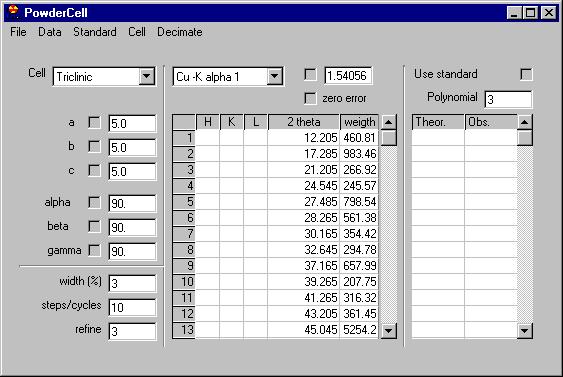 PowderCell
File Data Standard Cell Decimate
Cell Triclinic Cu -K alpha 1 1.54056 Use standard
zero error Polynomial 3
a 5.0
b 5.0
c 5.0
alpha 90.
beta 90.
gamma 90.
width (%) 3
steps/cycles 10
refine 3
H K L 2 theta weigth
1 12.205 460.81
2 17.285 983.46
3 21.205 266.92
4 24.545 245.57
5 27.485 798.54
6 28.265 561.38
7 30.165 354.42
8 32.645 294.78
9 37.165 657.99
10 39.265 207.75
11 41.265 316.32
12 43.205 361.45
13 45.045 5254.2
Theor. Obs.